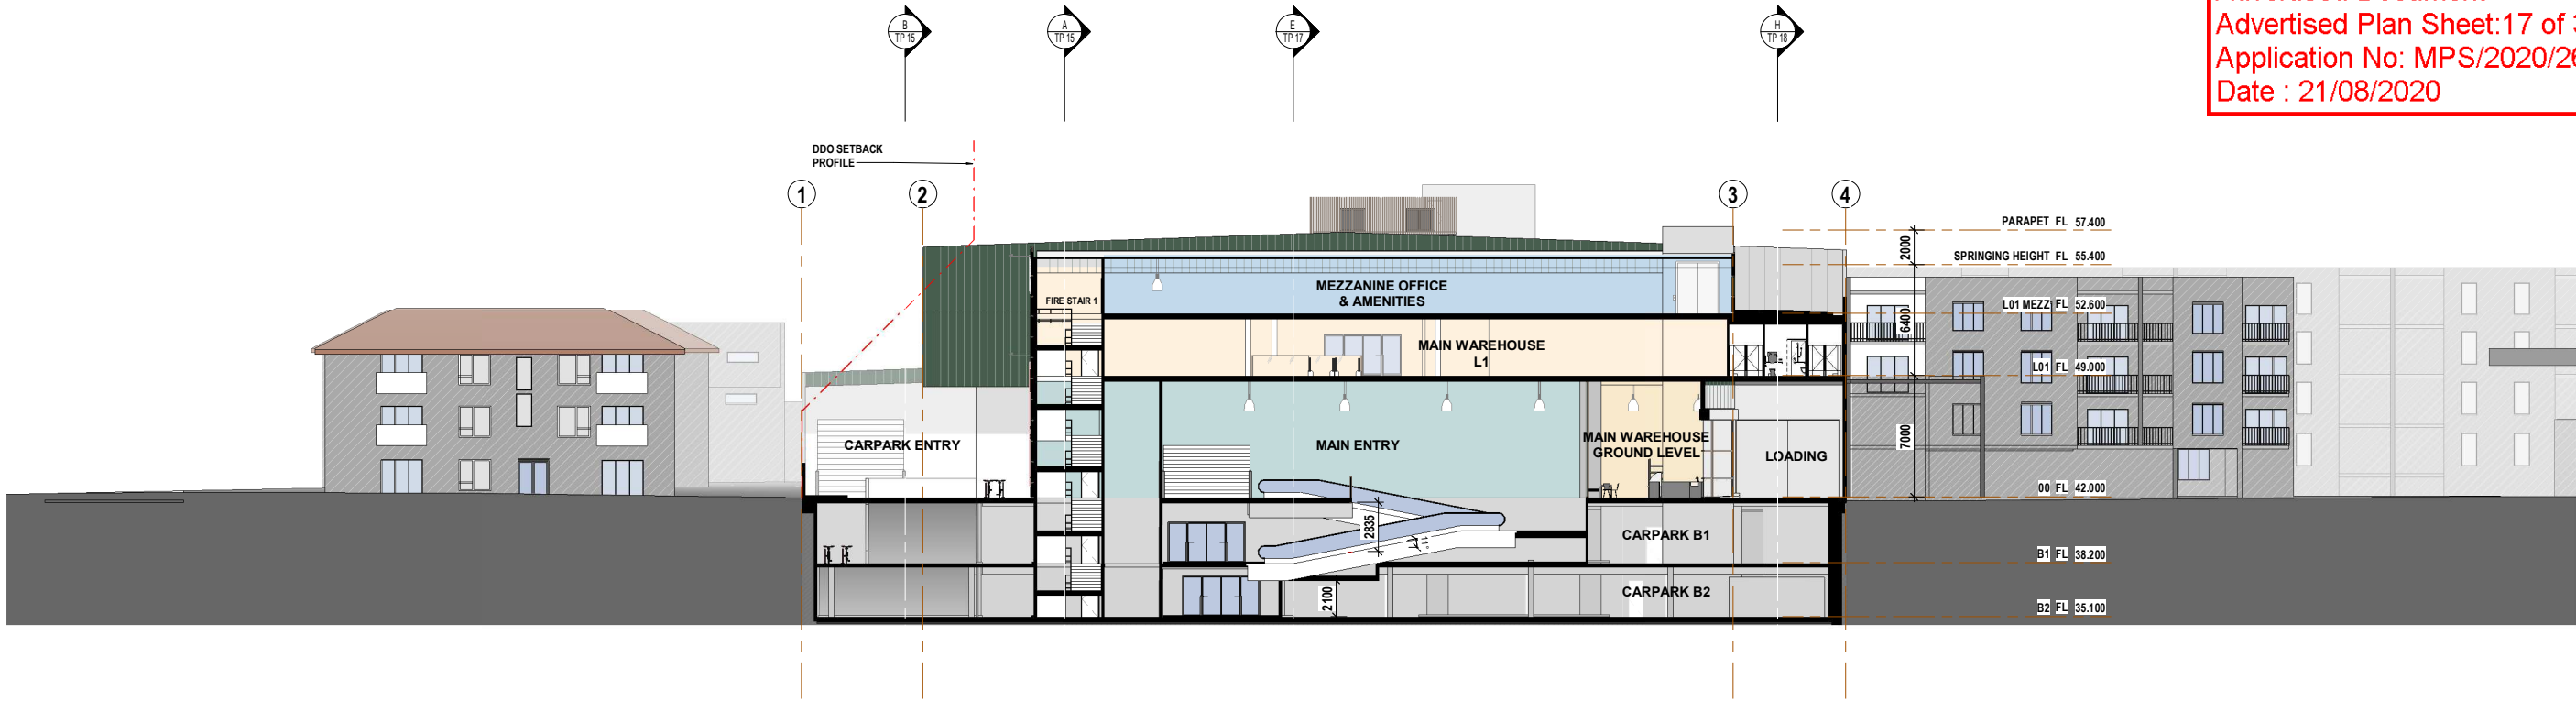 Advertised Plan Sheet:17 of
Application No: MPS/2020/26
Date : 21/08/2020
B
TP 15
A
TP 15
E
TP 17
H
TP 18
DDO SETBACK
PROFILE
1
2
3
4
PARAPET FL 57.400
2000
SPRINGING HEIGHT FL 55.400
MEZZANINE OFFICE
& AMENITIES
FIRE STAIR 1
L01 MEZZ FL 52.600
6400
MAIN WAREHOUSE
L1
L01 FL 49.000
CARPARK ENTRY
MAIN ENTRY
MAIN WAREHOUSE
GROUND LEVEL
LOADING
7000
00 FL 42.000
2835
11°
CARPARK B1
B1 FL 38.200
2100
CARPARK B2
B2 FL 35.100